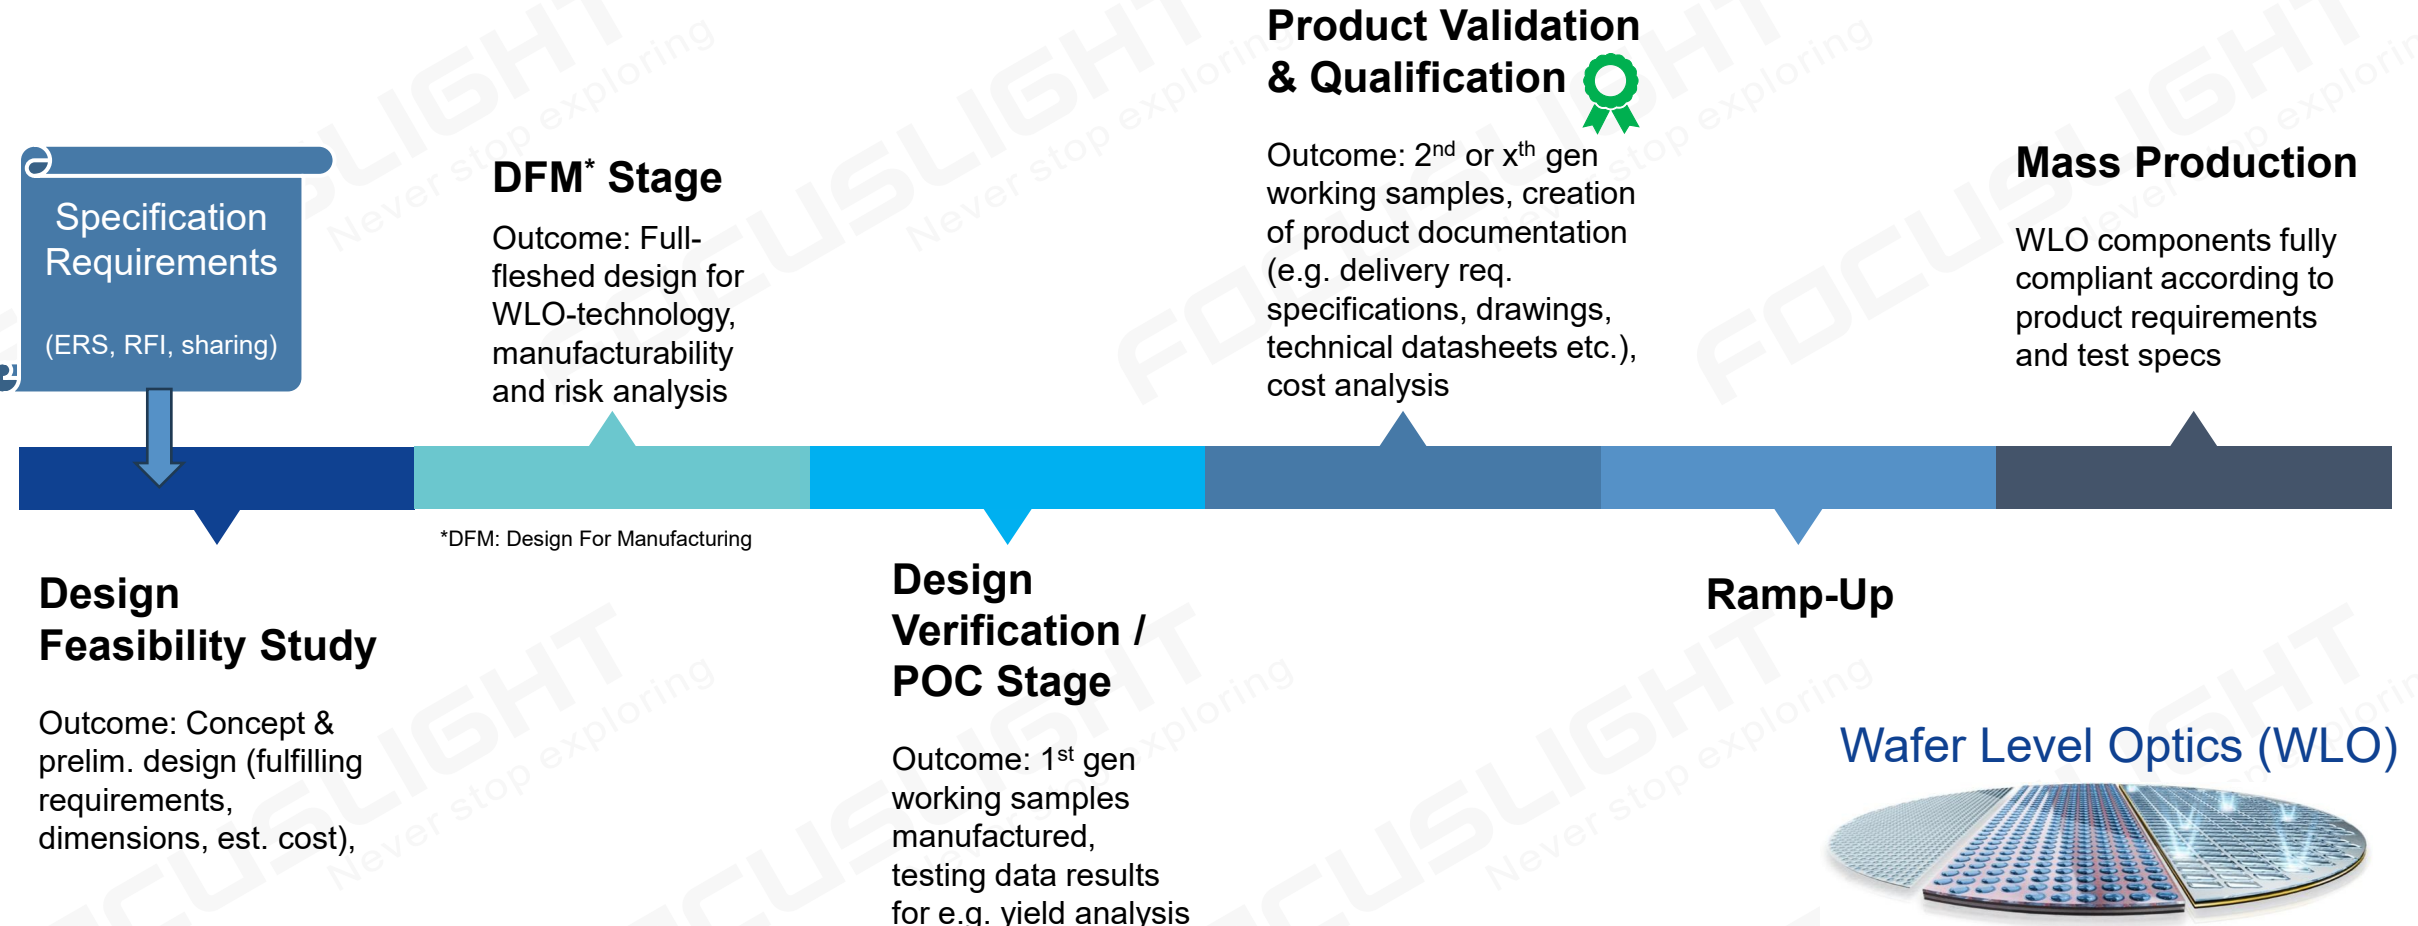 Product Validation
& Qualification
Outcome: 2nd or xth gen
working samples, creation
of product documentation
(e.g. delivery req.
specifications, drawings,
technical datasheets etc.),
cost analysis
Specification
Requirements
(ERS, RFI, sharing)
DFM* Stage
Outcome: Full-
fleshed design for
WLO-technology,
manufacturability
and risk analysis
Mass Production
WLO components fully
compliant according to
product requirements
and test specs
*DFM: Design For Manufacturing
Design
Feasibility Study
Outcome: Concept &
prelim. design (fulfilling
requirements,
dimensions, est. cost),
Design
Verification /
POC Stage
Outcome: 1st gen
working samples
manufactured,
testing data results
for e.g. yield analysis
Ramp-Up
Wafer Level Optics (WLO)
FOCUSLIGHT
Never stop exploring